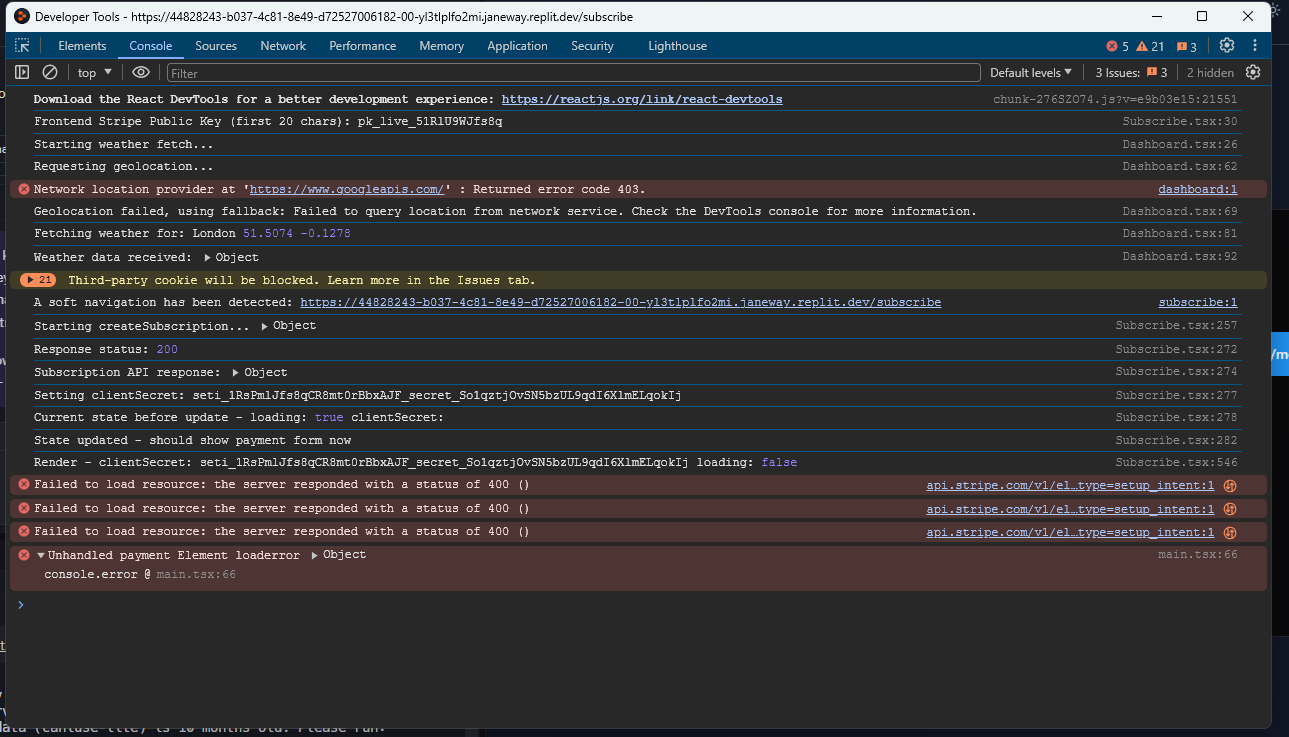 Developer Tools - https://44828243-b037-4c81-8e49-d72527006182-00-yl3tlplfo2mi.janeway.replit.dev/subscribe
Elements Console Sources Network Performance Memory Application Security Lighthouse 5 21 3
top Filter Default levels 3 Issues: 3 2 hidden
Download the React DevTools for a better development experience: https://reactjs.org/link/react-devtools chunk-276SZO74.js?v=e9b03e15:21551
Frontend Stripe Public Key (first 20 chars): pk_live_51RlU9WJfs8q Subscribe.tsx:30
Starting weather fetch... Dashboard.tsx:26
Requesting geolocation... Dashboard.tsx:62
Network location provider at 'https://www.googleapis.com/' : Returned error code 403. dashboard:1
Geolocation failed, using fallback: Failed to query location from network service. Check the DevTools console for more information. Dashboard.tsx:69
Fetching weather for: London 51.5074 -0.1278 Dashboard.tsx:81
Weather data received: Object Dashboard.tsx:92
21 Third-party cookie will be blocked. Learn more in the Issues tab.
A soft navigation has been detected: https://44828243-b037-4c81-8e49-d72527006182-00-yl3tlplfo2mi.janeway.replit.dev/subscribe subscribe:1
Starting createSubscription... Object Subscribe.tsx:257
Response status: 200 Subscribe.tsx:272
Subscription API response: Object Subscribe.tsx:274
Setting clientSecret: seti_1RsPmlJfs8qCR8mt0rBbxAJF_secret_So1qztjOvSN5bzUL9qdI6XlmELqokIj Subscribe.tsx:277
Current state before update - loading: true clientSecret: Subscribe.tsx:278
State updated - should show payment form now Subscribe.tsx:282
Render - clientSecret: seti_1RsPmlJfs8qCR8mt0rBbxAJF_secret_So1qztjOvSN5bzUL9qdI6XlmELqokIj loading: false Subscribe.tsx:546
Failed to load resource: the server responded with a status of 400 () api.stripe.com/v1/el…type=setup_intent:1
Failed to load resource: the server responded with a status of 400 () api.stripe.com/v1/el…type=setup_intent:1
Failed to load resource: the server responded with a status of 400 () api.stripe.com/v1/el…type=setup_intent:1
Unhandled payment Element loaderror Object main.tsx:66
console.error @ main.tsx:66